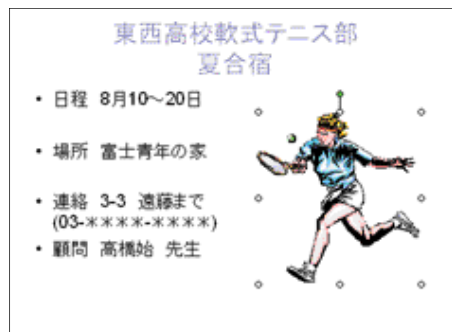 東西高校軟式テニス部
夏合宿
• 日程 8月10～20日
• 場所 富士青年の家
• 連絡 3-3 遠藤まで
(03-＊＊＊＊-＊＊＊＊)
• 顧問 高橋始 先生